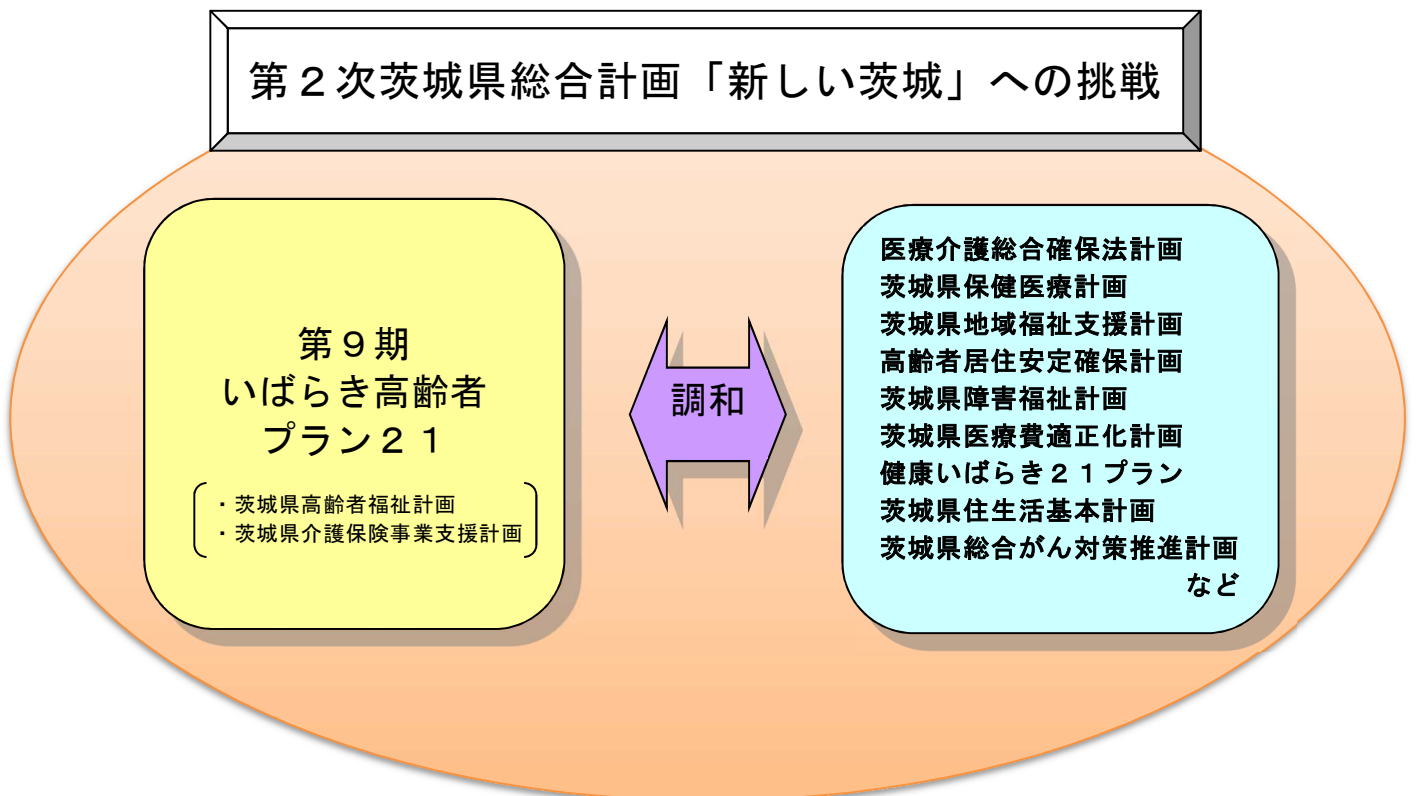 第２次茨城県総合計画「新しい茨城」への挑戦
第９期
いばらき高齢者
プラン２１
・茨城県高齢者福祉計画
・茨城県介護保険事業支援計画
調和
医療介護総合確保法計画
茨城県保健医療計画
茨城県地域福祉支援計画
高齢者居住安定確保計画
茨城県障害福祉計画
茨城県医療費適正化計画
健康いばらき２１プラン
茨城県住生活基本計画
茨城県総合がん対策推進計画
など